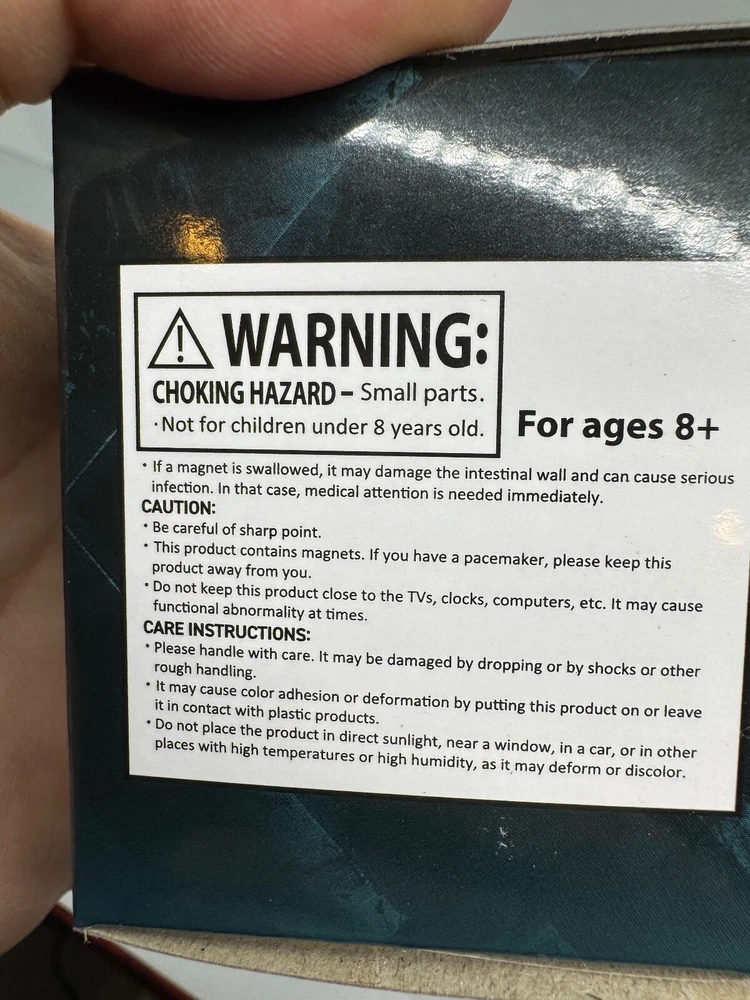 WARNING:
CHOKING HAZARD – Small parts.
·Not for children under 8 years old.
For ages 8+
• If a magnet is swallowed, it may damage the intestinal wall and can cause serious
infection. In that case, medical attention is needed immediately.
CAUTION:
• Be careful of sharp point.
• This product contains magnets. If you have a pacemaker, please keep this
product away from you.
• Do not keep this product close to the TVs, clocks, computers, etc. It may cause
functional abnormality at times.
CARE INSTRUCTIONS:
• Please handle with care. It may be damaged by dropping or by shocks or other
rough handling.
• It may cause color adhesion or deformation by putting this product on or leave
it in contact with plastic products.
• Do not place the product in direct sunlight, near a window, in a car, or in other
places with high temperatures or high humidity, as it may deform or discolor.